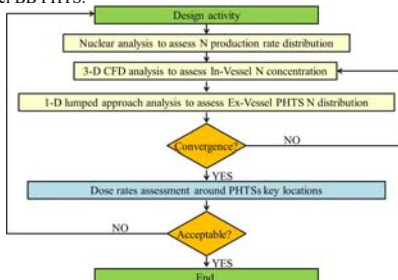 BB PHTS.
Design activity
Nuclear analysis to assess N production rate distribution
3-D CFD analysis to assess In-Vessel N concentration
1-D lumped approach analysis to assess Ex-Vessel PHTS N distribution
Convergence?
NO
YES
Dose rates assessment around PHTSs key locations
NO
Acceptable?
YES
End